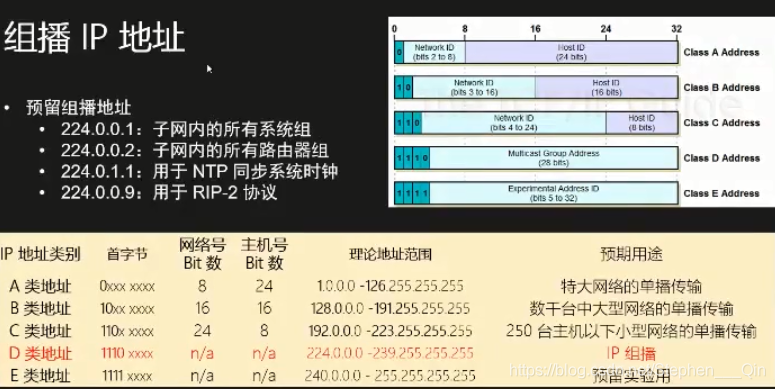 组播 IP 地址
• 预留组播地址
• 224.0.0.1：子网内的所有系统组
• 224.0.0.2：子网内的所有路由器组
• 224.0.1.1：用于 NTP 同步系统时钟
• 224.0.0.9：用于 RIP-2 协议
0 8 16 24 32
0 Network ID (bits 2 to 8) Host ID (24 bits) Class A Address
1 0 Network ID (bits 3 to 16) Host ID (16 bits) Class B Address
1 1 0 Network ID (bits 4 to 24) Host ID (8 bits) Class C Address
1 1 1 0 Multicast Group Address (28 bits) Class D Address
1 1 1 1 Experimental Address ID (bits 5 to 32) Class E Address
The TCP/IP Guide
IP 地址类别 首字节 网络号 Bit 数 主机号 Bit 数 理论地址范围 预期用途
A 类地址 0xxx xxxx 8 24 1.0.0.0 -126.255.255.255 特大网络的单播传输
B 类地址 10xx xxxx 16 16 128.0.0.0 -191.255.255.255 数千台中大型网络的单播传输
C 类地址 110x xxxx 24 8 192.0.0.0 -223.255.255.255 250 台主机以下小型网络的单播传输
D 类地址 1110 xxxx n/a n/a 224.0.0.0 -239.255.255.255 IP 组播
E 类地址 1111 xxxx n/a n/a 240.0.0.0 - 255.255.255.255 预留实验用